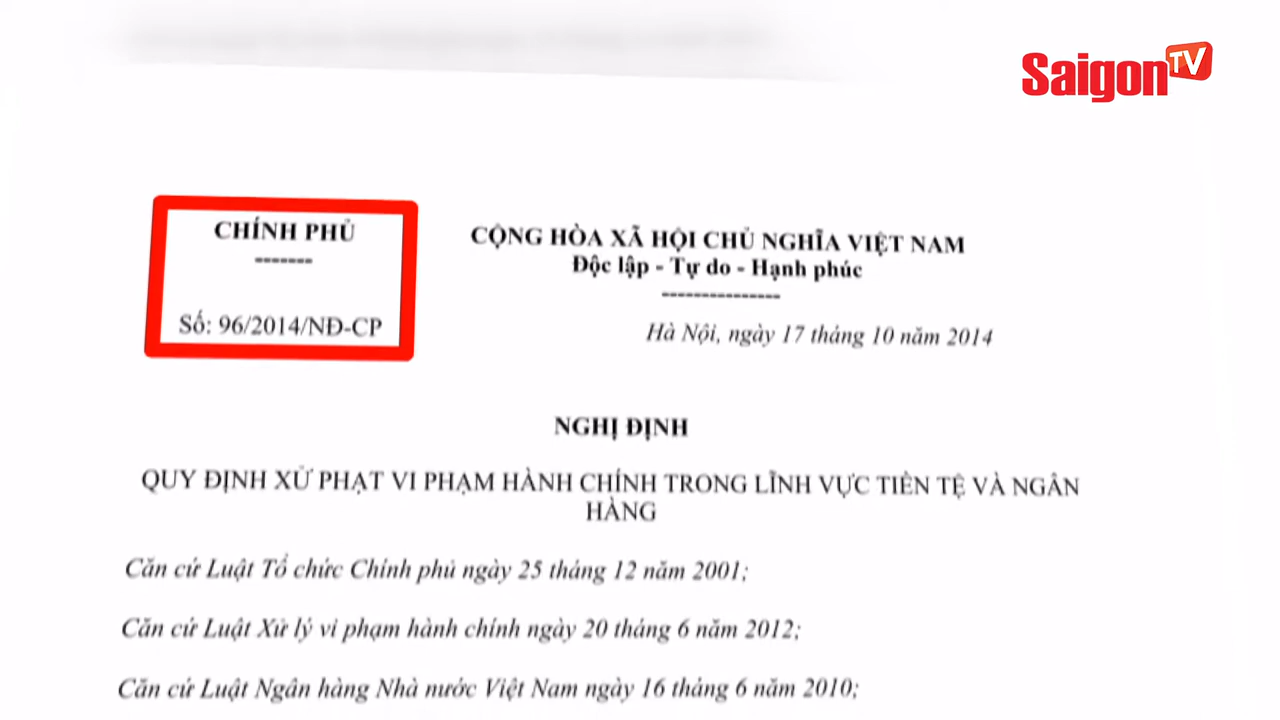 Saigon TV
CHÍNH PHỦ
-------
Số: 96/2014/NĐ-CP
CỘNG HÒA XÃ HỘI CHỦ NGHĨA VIỆT NAM
Độc lập - Tự do - Hạnh phúc
---------------
Hà Nội, ngày 17 tháng 10 năm 2014
NGHỊ ĐỊNH
QUY ĐỊNH XỬ PHẠT VI PHẠM HÀNH CHÍNH TRONG LĨNH VỰC TIỀN TỆ VÀ NGÂN
HÀNG
Căn cứ Luật Tổ chức Chính phủ ngày 25 tháng 12 năm 2001;
Căn cứ Luật Xử lý vi phạm hành chính ngày 20 tháng 6 năm 2012;
Căn cứ Luật Ngân hàng Nhà nước Việt Nam ngày 16 tháng 6 năm 2010;